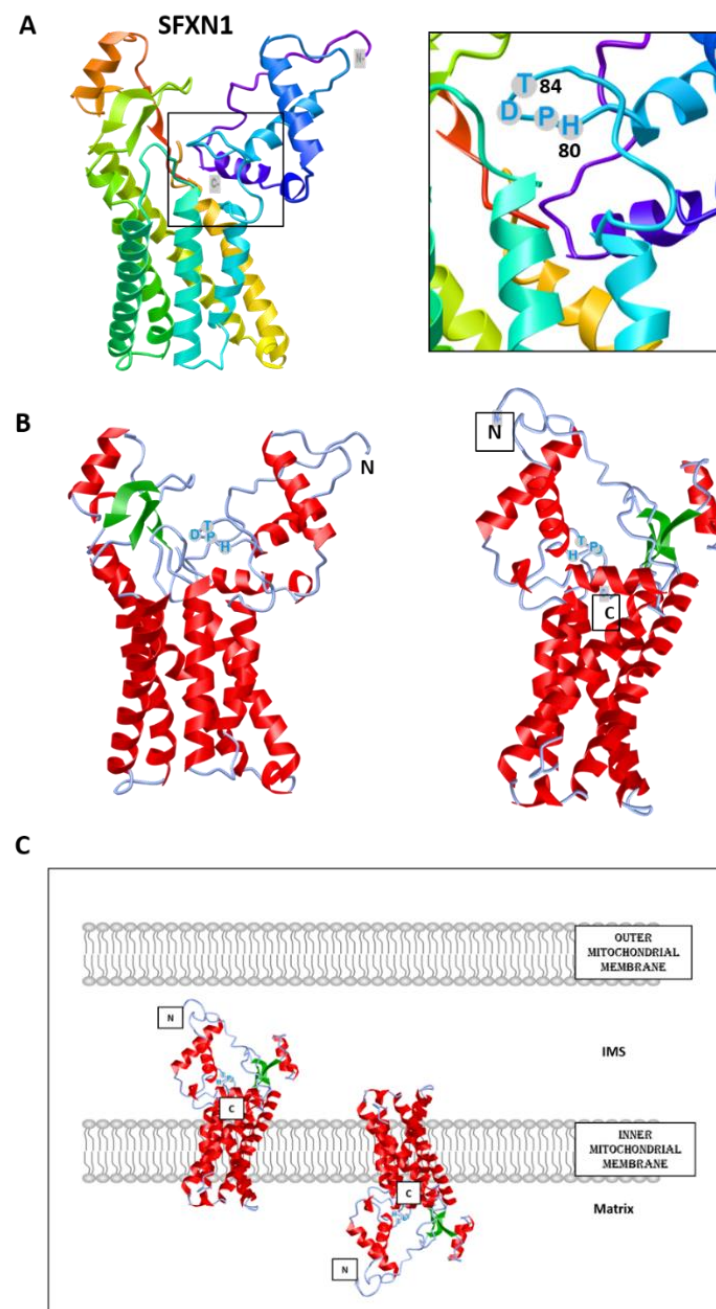 A
SFXN1
N-
C-
T 84
D P H
80
B
N
D T P H
N
H T P D
C
C
OUTER
MITOCHONDRIAL
MEMBRANE
N
IMS
C
INNER
MITOCHONDRIAL
MEMBRANE
C
Matrix
N